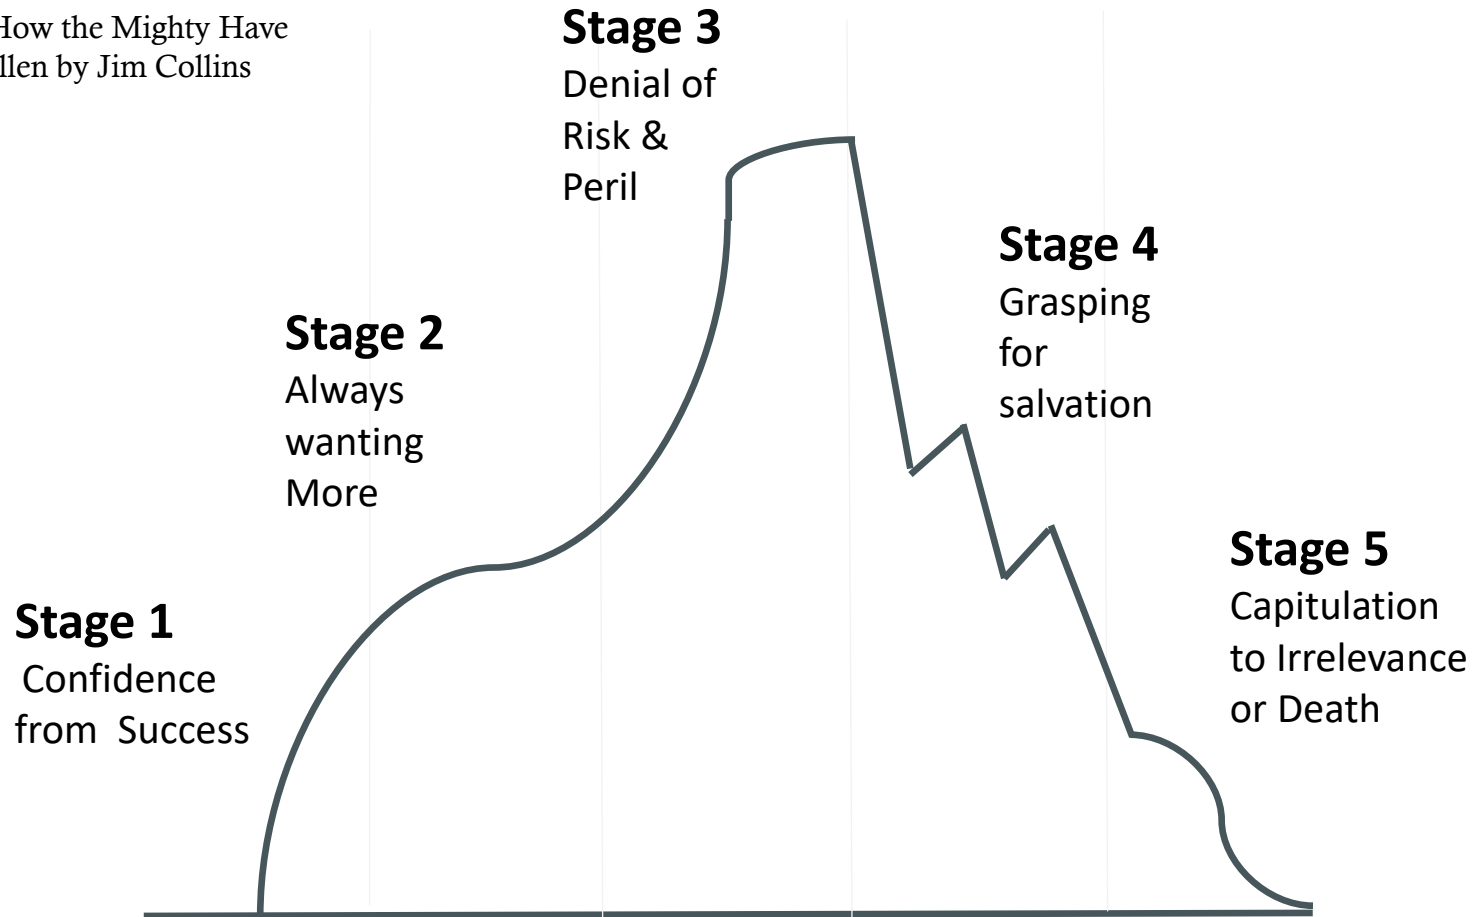 How the Mighty Have
llen by Jim Collins
Stage 3
Denial of
Risk &
Peril
Stage 4
Grasping
for
salvation
Stage 2
Always
wanting
More
Stage 5
Capitulation
to Irrelevance
or Death
Stage 1
Confidence
from Success